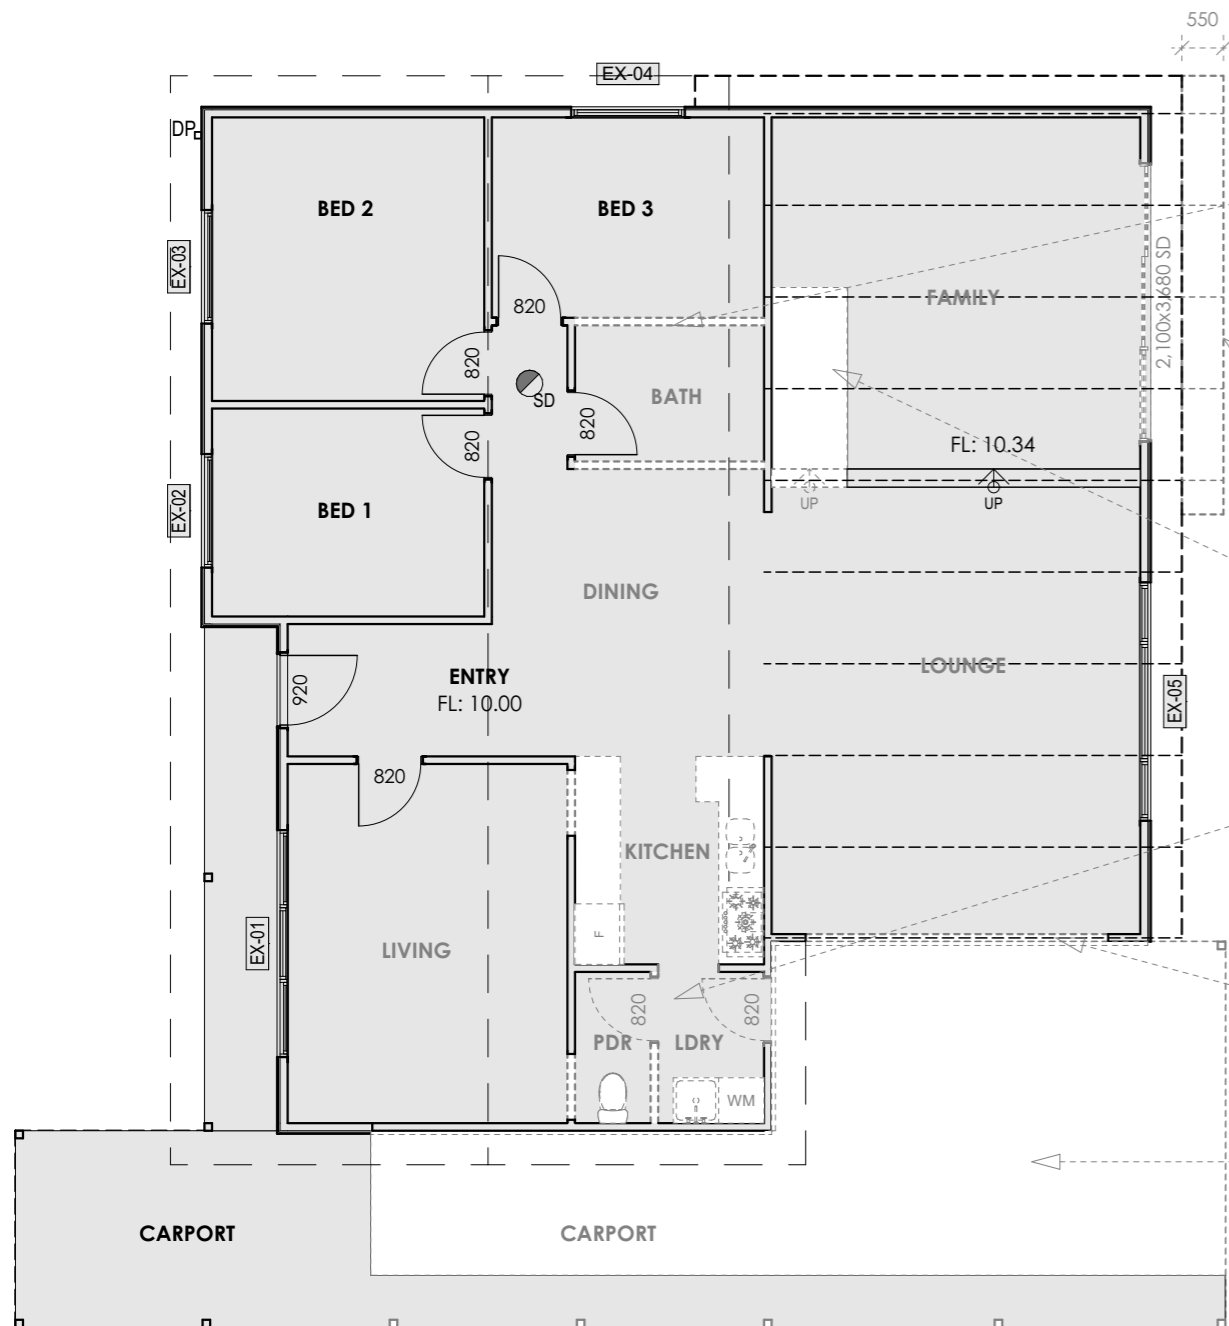 550
EX-04
DP
BED 2
BED 3
EX-03
820
2,100x3,680 SD
FAMILY
820
SD
BATH
820
820
FL: 10.34
EX-02
BED 1
UP
UP
DINING
LOUNGE
ENTRY
FL: 10.00
920
EX-05
820
KITCHEN
F
EX-01
LIVING
820
820
PDR
LDRY
WM
CARPORT
CARPORT